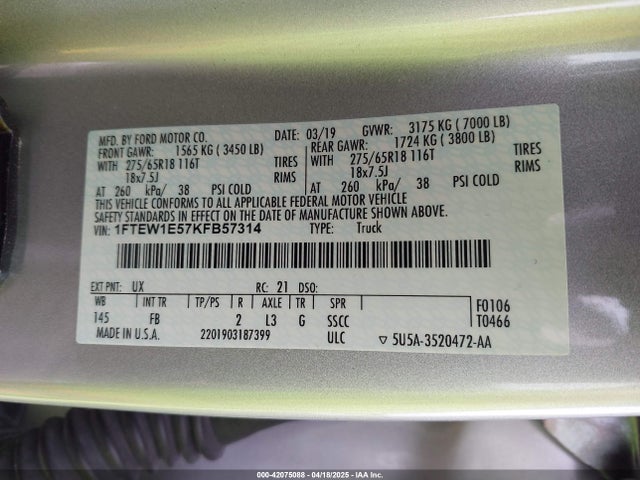 MFD. BY FORD MOTOR CO.
DATE: 03/19 GVWR: 3175 KG ( 7000 LB)
FRONT GAWR: 1565 KG ( 3450 LB) REAR GAWR: 1724 KG ( 3800 LB)
WITH 275/65R18 116T TIRES WITH 275/65R18 116T TIRES
18x7.5J RIMS 18x7.5J RIMS
AT 260 kPa/ 38 PSI COLD AT 260 kPa/ 38 PSI COLD
THIS VEHICLE CONFORMS TO ALL APPLICABLE FEDERAL MOTOR VEHICLE
SAFETY STANDARDS IN EFFECT ON THE DATE OF MANUFACTURE SHOWN ABOVE.
VIN: 1FTEW1E57KFB57314 TYPE: Truck
EXT PNT: UX RC: 21 DSO:
WB INT TR TP/PS R AXLE TR SPR F0106
145 FB 2 L3 G SSCC T0466
MADE IN U.S.A. 2201903187399 ULC ▽ 5U5A-3520472-AA
000-42075088 - 04/18/2025 - IAA Inc.